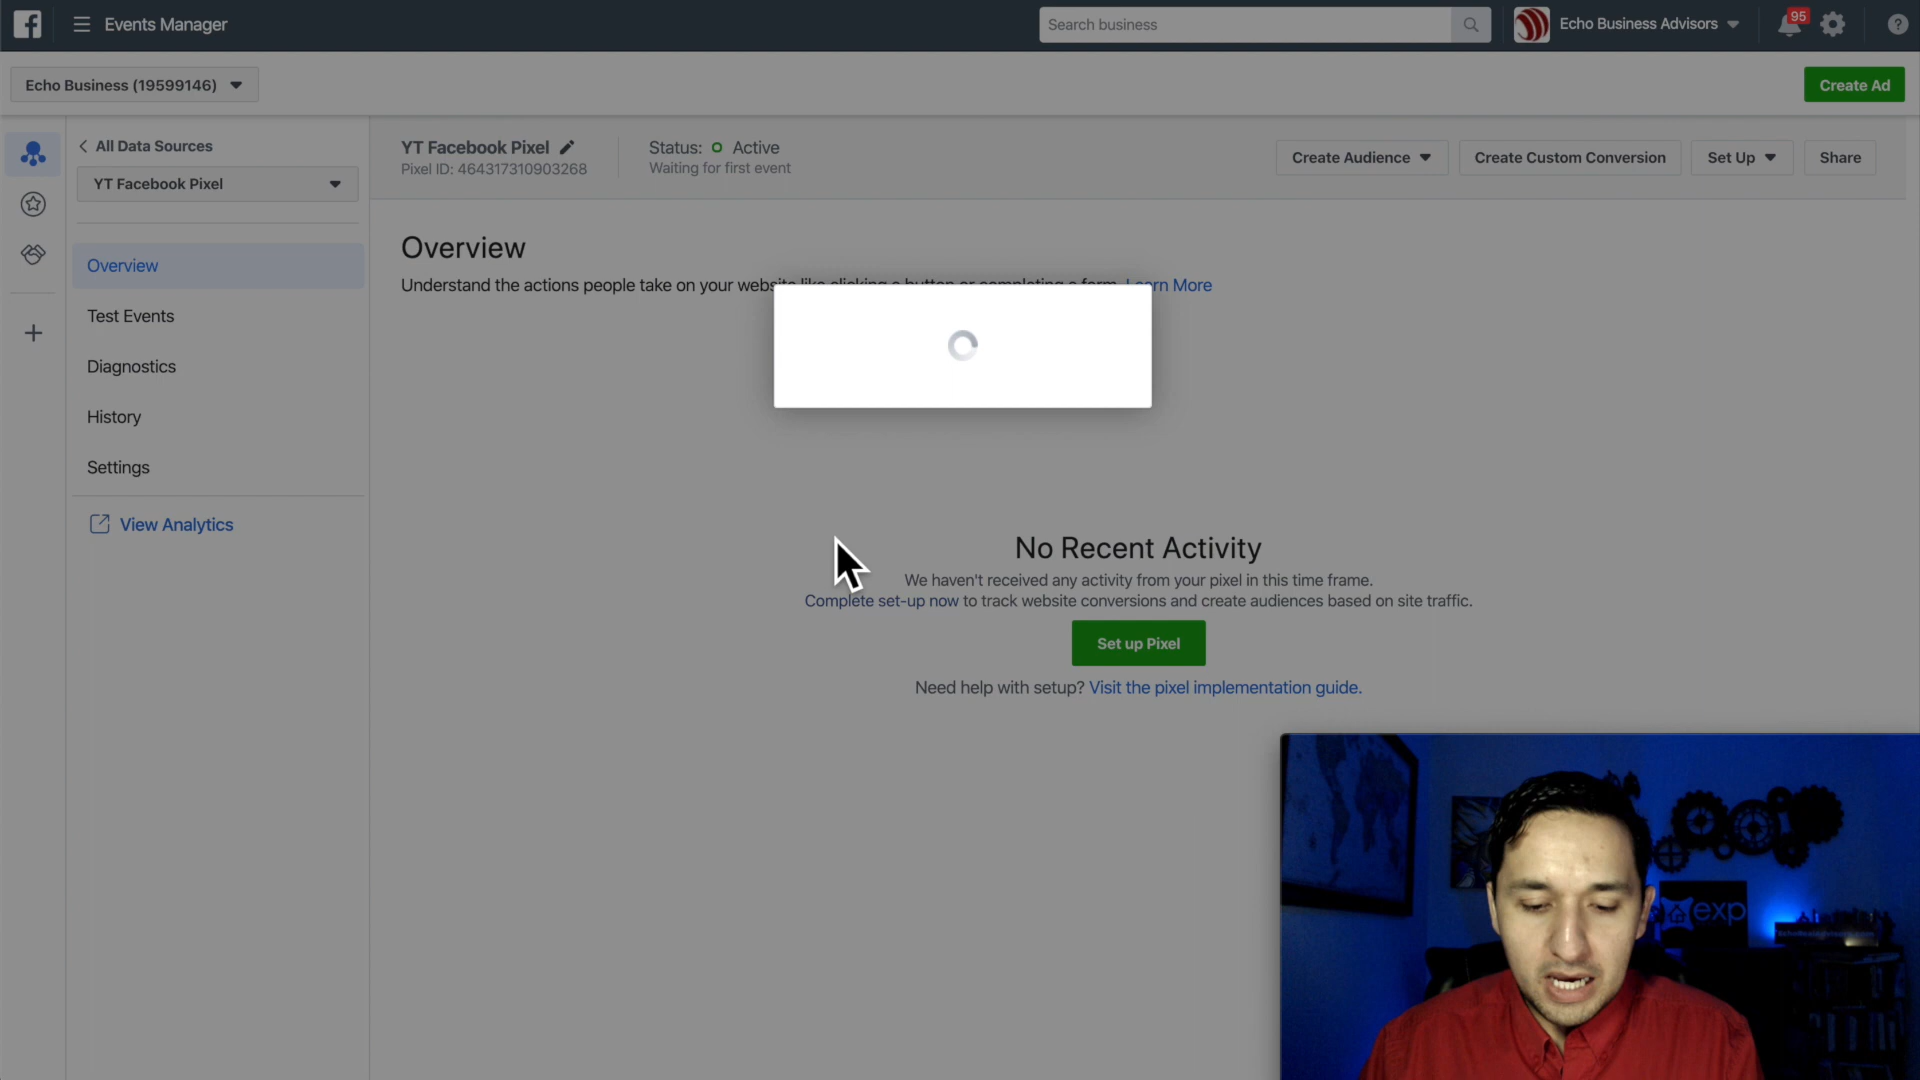 Events Manager
Search business
Echo Business Advisors
95
Echo Business (19599146)
Create Ad
All Data Sources
YT Facebook Pixel
Overview
Test Events
Diagnostics
History
Settings
View Analytics
YT Facebook Pixel
Pixel ID: 464317310903268
Status: Active
Waiting for first event
Create Audience
Create Custom Conversion
Set Up
Share
Overview
Understand the actions people take on your website like clicking a button or completing a form. Learn More
No Recent Activity
We haven't received any activity from your pixel in this time frame.
Complete set-up now to track website conversions and create audiences based on site traffic.
Set up Pixel
Need help with setup? Visit the pixel implementation guide.
exp